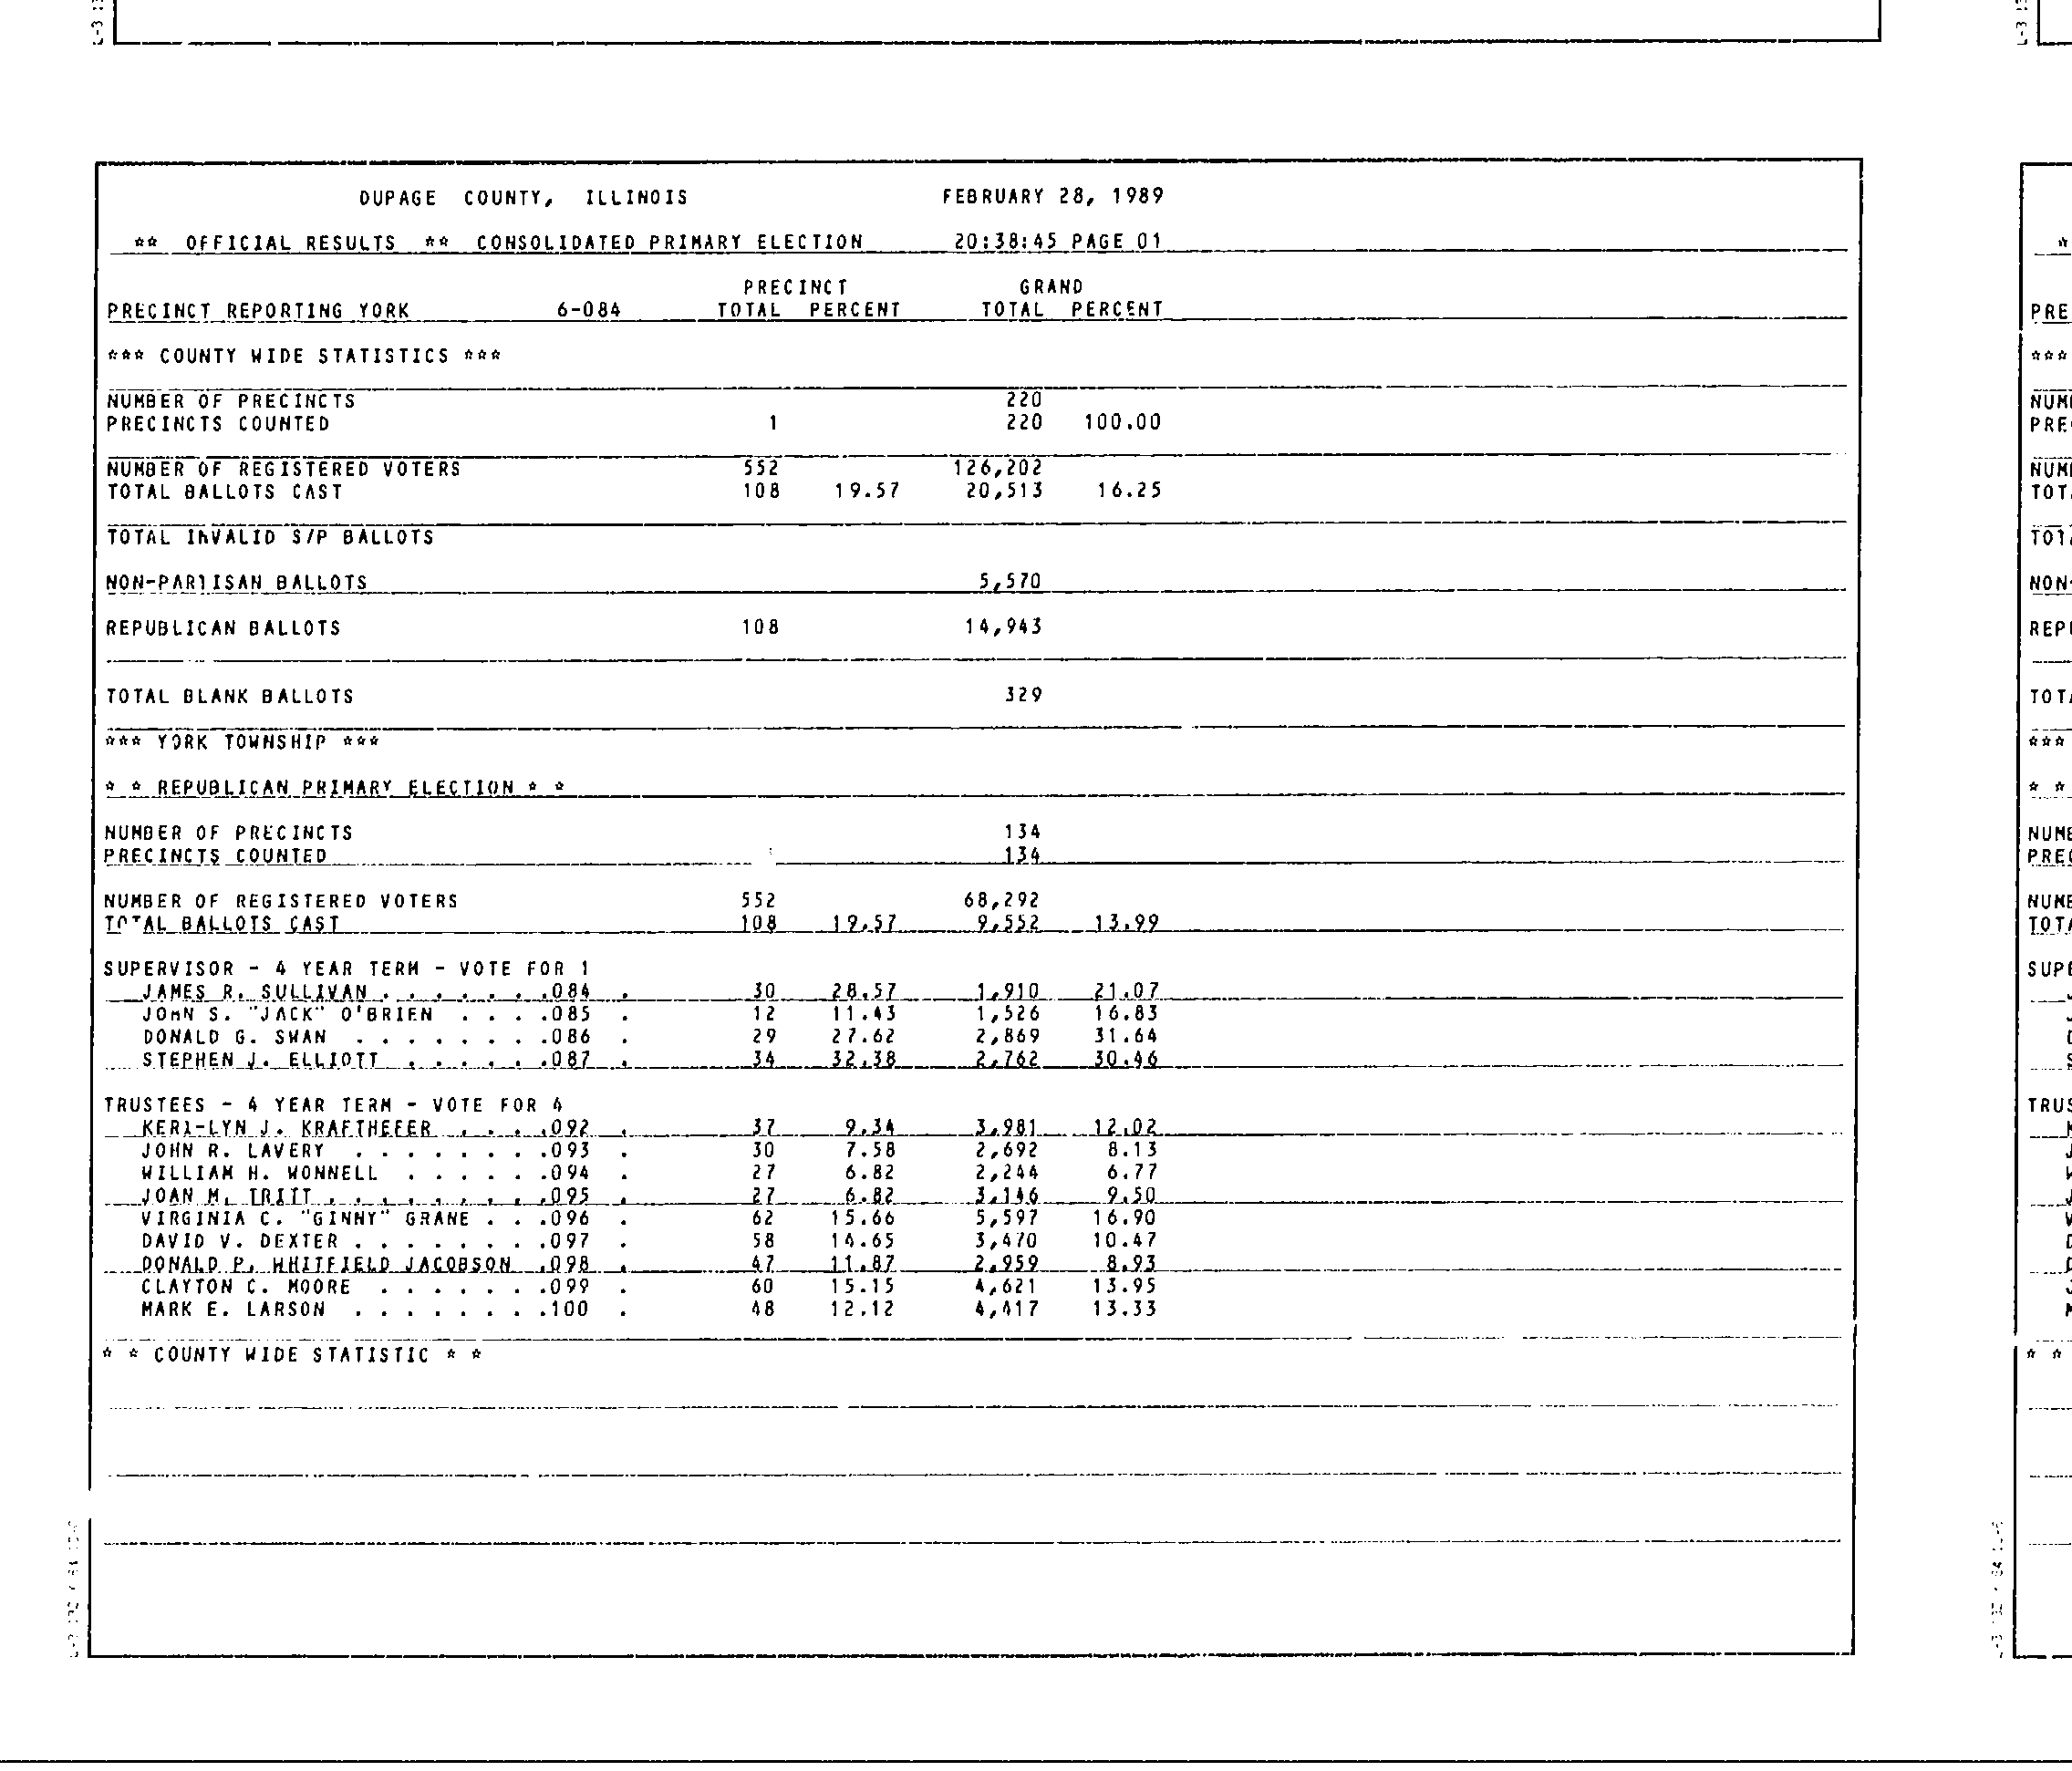 DUPAGE COUNTY, ILLINOIS FEBRUARY 28, 1989
** OFFICIAL RESULTS ** CONSOLIDATED PRIMARY ELECTION 20:38:45 PAGE 01
PRECINCT GRAND
PRECINCT REPORTING YORK 6-084 TOTAL PERCENT TOTAL PERCENT
*** COUNTY WIDE STATISTICS ***
NUMBER OF PRECINCTS 220
PRECINCTS COUNTED 1 220 100.00
NUMBER OF REGISTERED VOTERS 552 126,202
TOTAL BALLOTS CAST 108 19.57 20,513 16.25
TOTAL INVALID S/P BALLOTS
NON-PARTISAN BALLOTS 5,570
REPUBLICAN BALLOTS 108 14,943
TOTAL BLANK BALLOTS 329
*** YORK TOWNSHIP ***
* * REPUBLICAN PRIMARY ELECTION * *
NUMBER OF PRECINCTS 134
PRECINCTS COUNTED 134
NUMBER OF REGISTERED VOTERS 552 68,292
TOTAL BALLOTS CAST 108 19.57 9,552 13.99
SUPERVISOR - 4 YEAR TERM - VOTE FOR 1
JAMES R. SULLIVAN . . . . . . .084 . 30 28.57 1,910 21.07
JOHN S. "JACK" O'BRIEN . . . .085 . 12 11.43 1,526 16.83
DONALD G. SWAN . . . . . . . .086 . 29 27.62 2,869 31.64
STEPHEN J. ELLIOTT . . . . . .087 . 34 32.38 2,762 30.46
TRUSTEES - 4 YEAR TERM - VOTE FOR 4
KERI-LYN J. KRAFTHEFER . . . .092 . 37 9.34 3,981 12.02
JOHN R. LAVERY . . . . . . . .093 . 30 7.58 2,692 8.13
WILLIAM H. WONNELL . . . . . .094 . 27 6.82 2,244 6.77
JOAN M. TRITT . . . . . . . . .095 . 27 6.82 3,146 9.50
VIRGINIA C. "GINNY" GRANE . . .096 . 62 15.66 5,597 16.90
DAVID V. DEXTER . . . . . . . .097 . 58 14.65 3,470 10.47
DONALD P. WHITFIELD JACOBSON .098 . 47 11.87 2,959 8.93
CLAYTON C. MOORE . . . . . . .099 . 60 15.15 4,621 13.95
MARK E. LARSON . . . . . . . .100 . 48 12.12 4,417 13.33
* * COUNTY WIDE STATISTIC * *